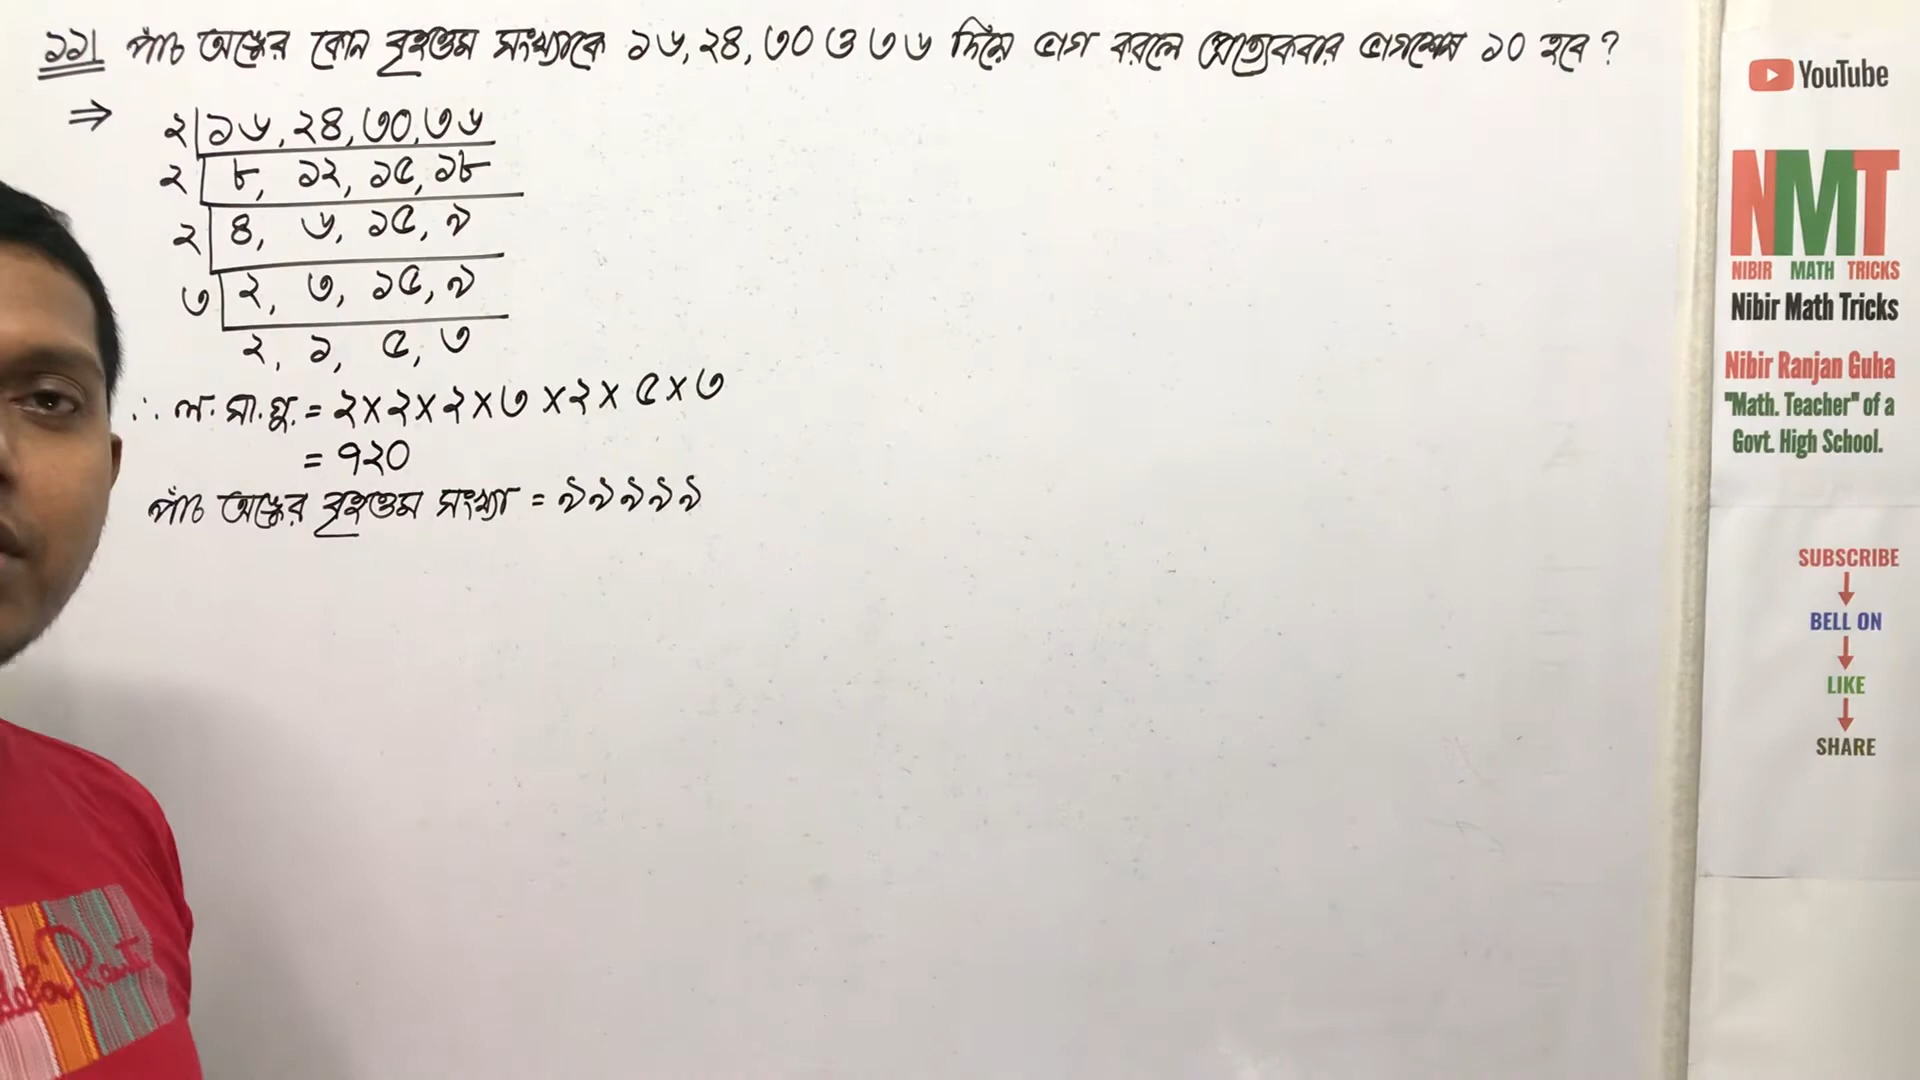 ১১। পাঁচ অঙ্কের কোন বৃহত্তম সংখ্যাকে ১৬, ২৪, ৩০ ও ৩৬ দিয়ে ভাগ করলে প্রত্যেকবার ভাগশেষ ১০ হবে ?
⇒ ২ | ১৬, ২৪, ৩০, ৩৬
২ | ৮, ১২, ১৫, ১৮
২ | ৪, ৬, ১৫, ৯
৩ | ২, ৩, ১৫, ৯
২, ১, ৫, ৩
∴ ল. সা. গু. = ২ × ২ × ২ × ৩ × ২ × ৫ × ৩
= ৭২০
পাঁচ অঙ্কের বৃহত্তম সংখ্যা = ৯৯৯৯৯
YouTube
NMT
NIBIR MATH TRICKS
Nibir Math Tricks
Nibir Ranjan Guha
"Math. Teacher" of a
Govt. High School.
SUBSCRIBE
BELL ON
LIKE
SHARE